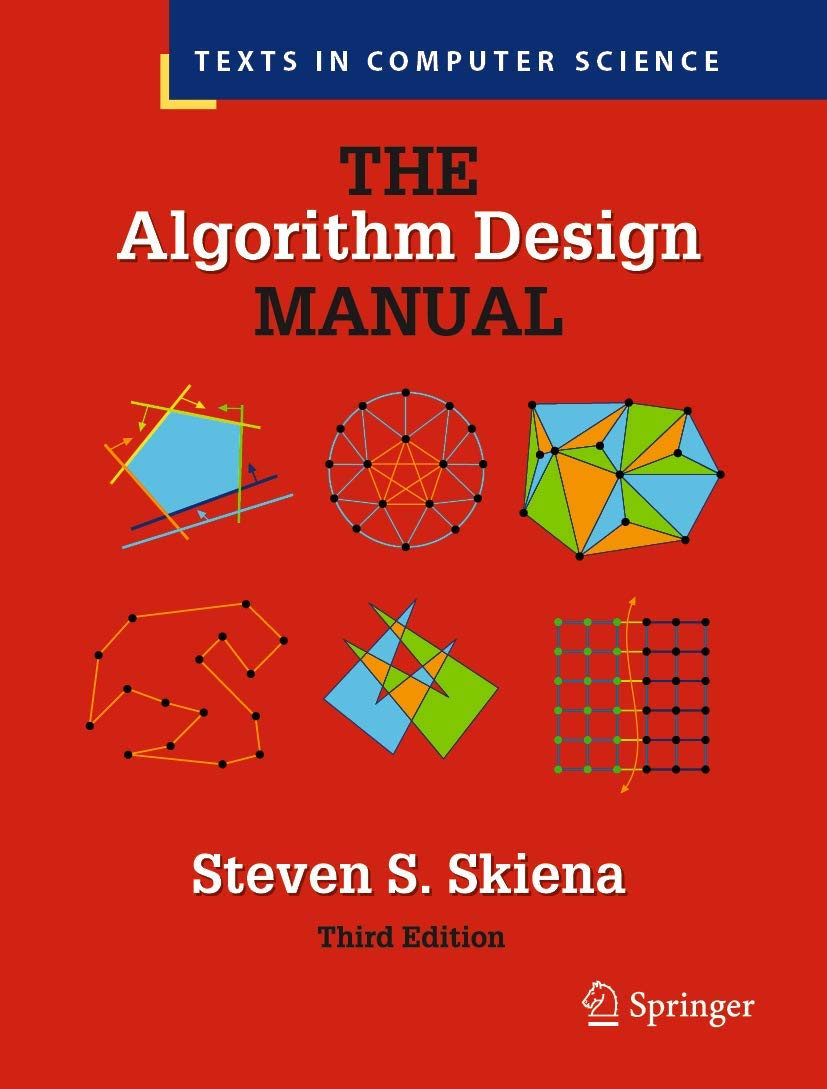 TEXTS IN COMPUTER SCIENCE
THE
Algorithm Design
MANUAL
Steven S. Skiena
Third Edition
Springer